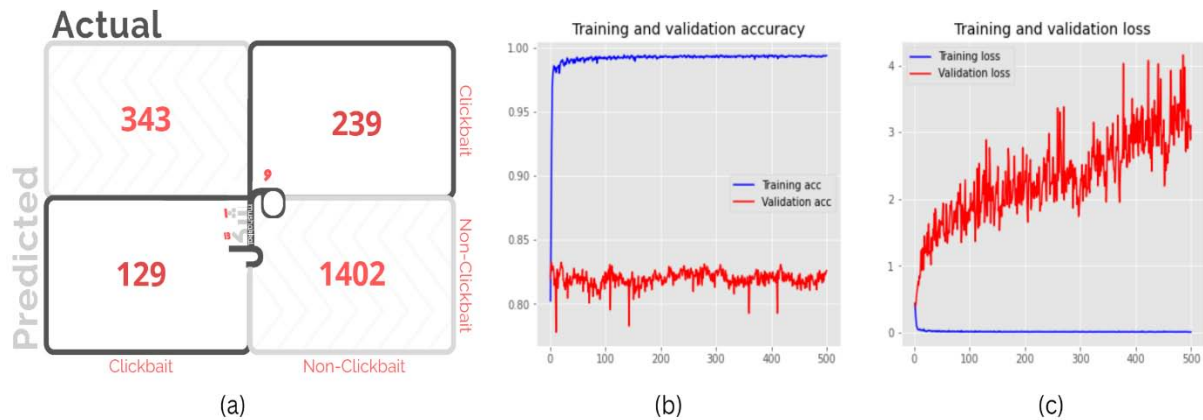 Actual
Predicted
343
239
129
1402
Clickbait
Non-Clickbait
Clickbait
Non-Clickbait
9
13
(a)
Training and validation accuracy
1.00
0.95
0.90
0.85
0.80
Training acc
Validation acc
0
100
200
300
400
500
(b)
Training and validation loss
Training loss
Validation loss
4
3
2
1
0
0
100
200
300
400
500
(c)